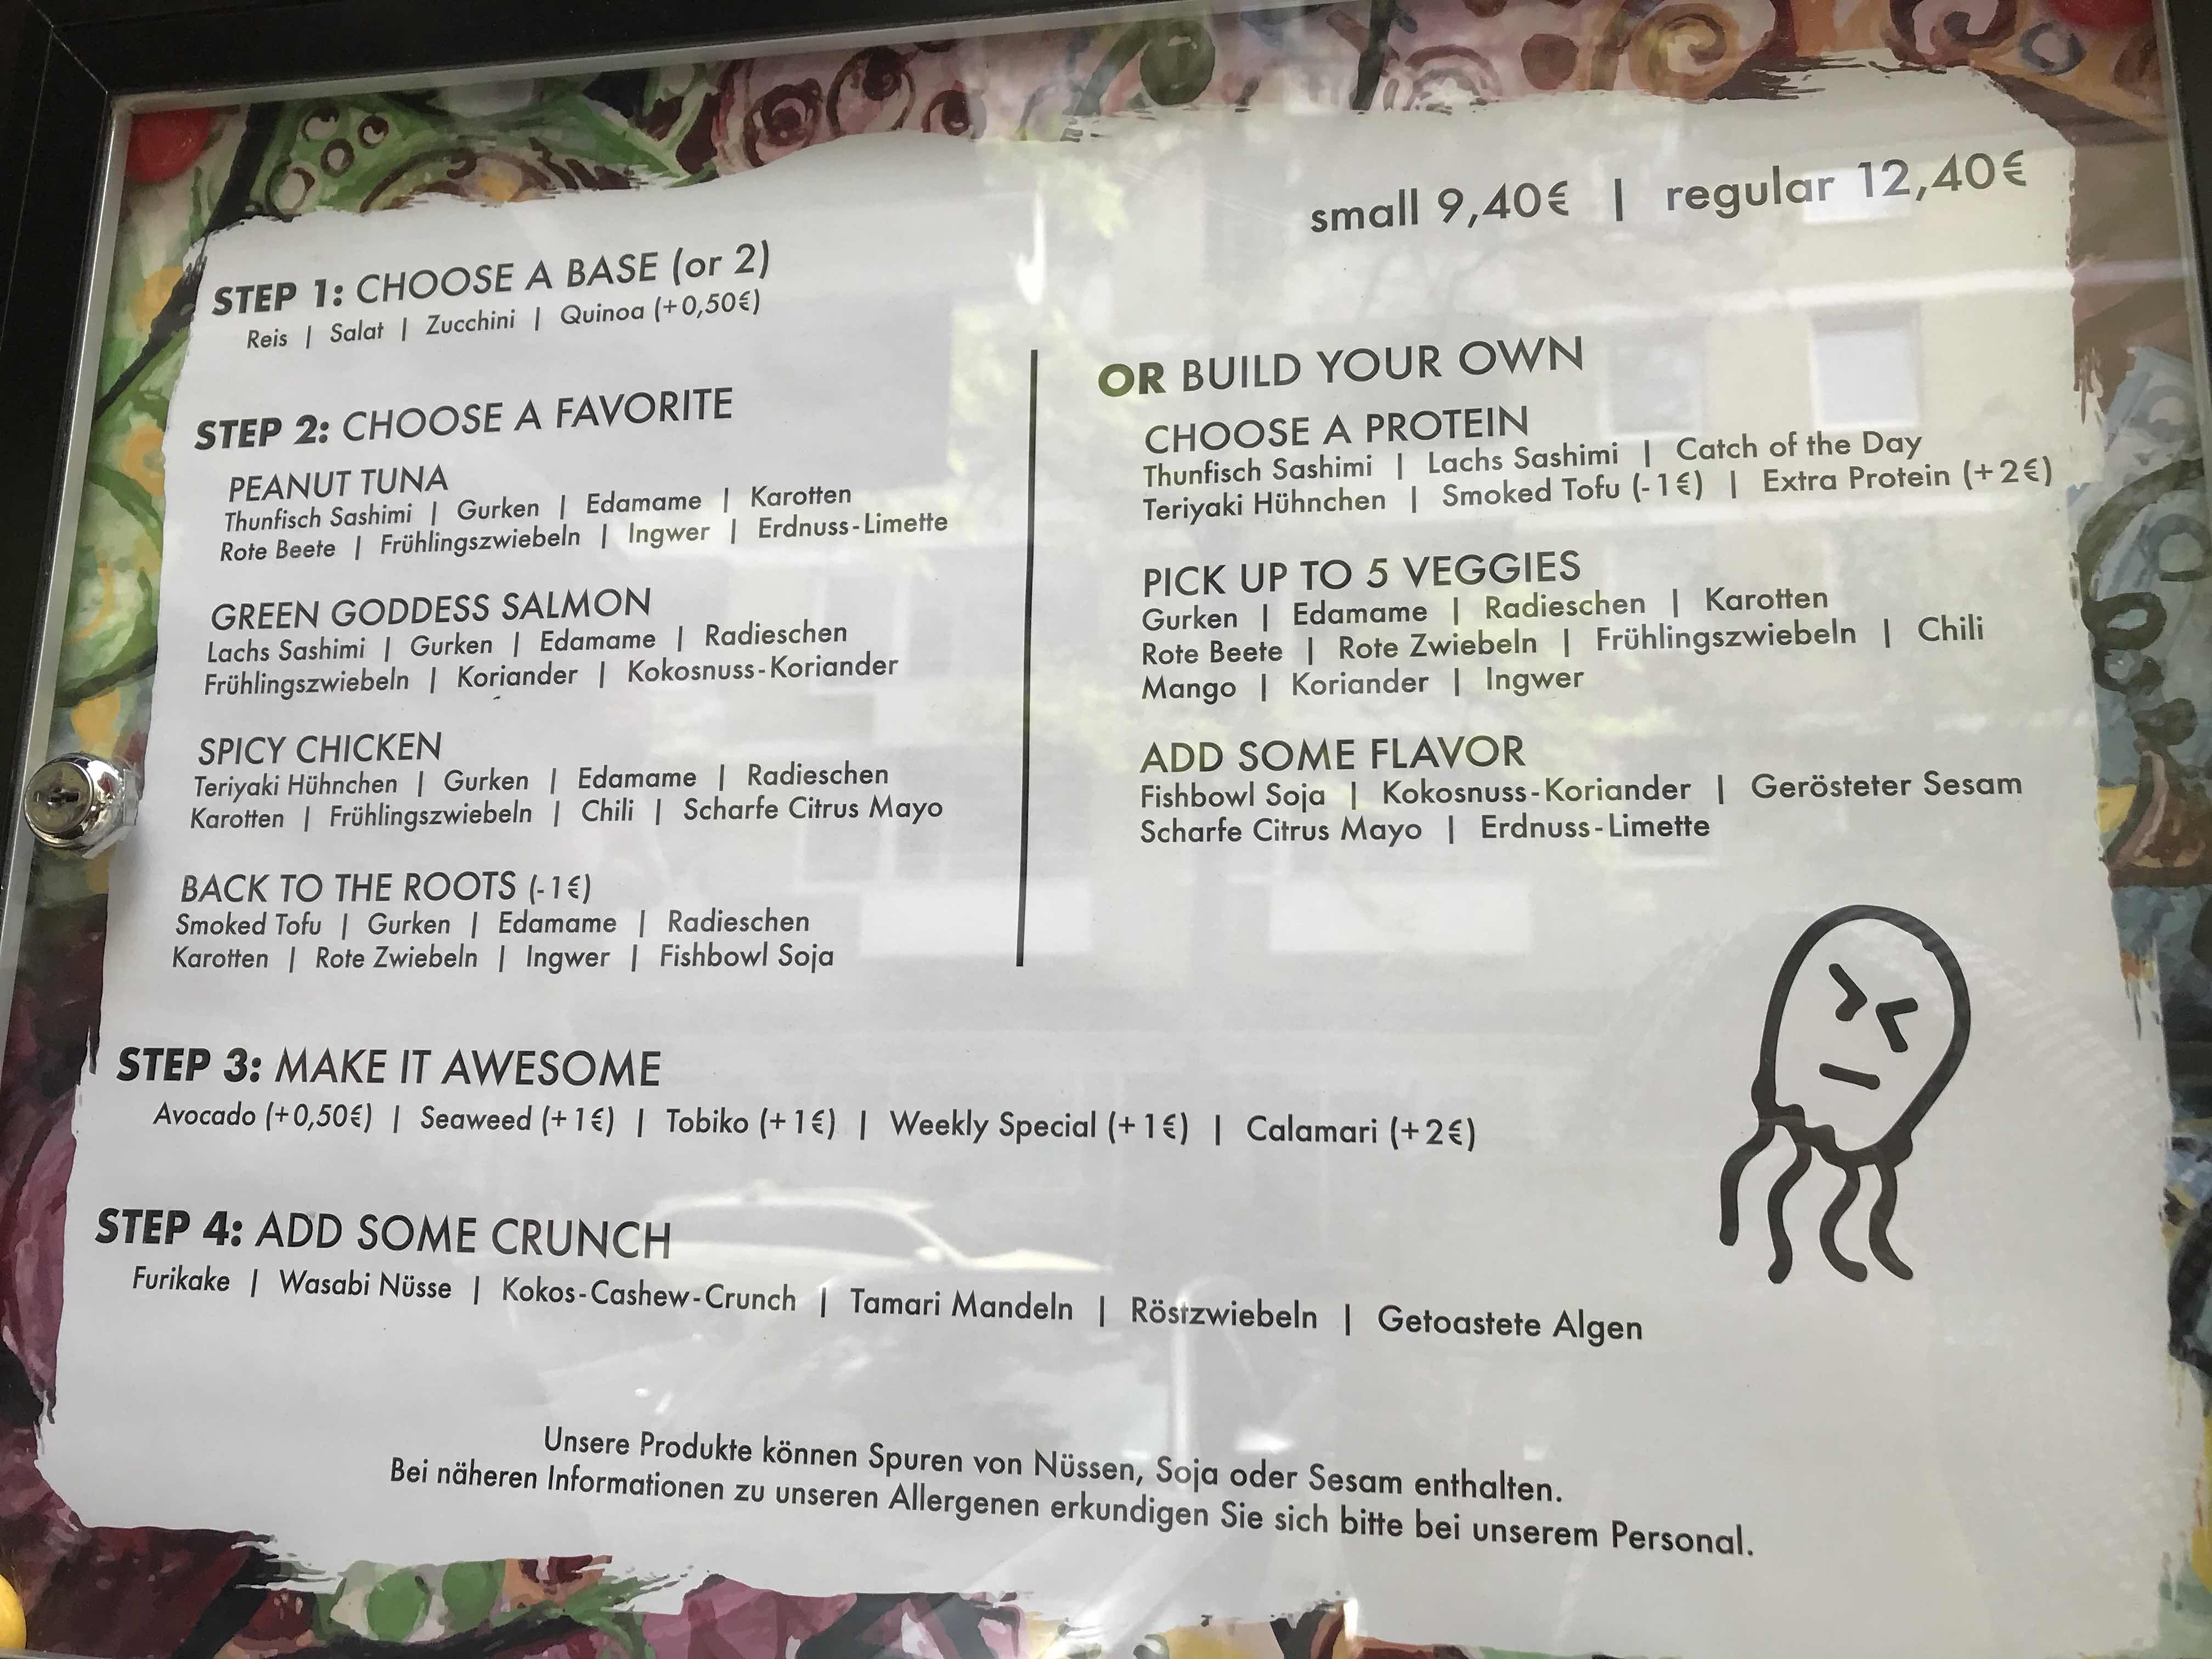 small 9,40€ | regular 12,40€
STEP 1: CHOOSE A BASE (or 2)
Reis | Salat | Zucchini | Quinoa (+0,50€)
STEP 2: CHOOSE A FAVORITE
PEANUT TUNA
Thunfisch Sashimi | Gurken | Edamame | Karotten
Rote Beete | Frühlingszwiebeln | Ingwer | Erdnuss-Limette
GREEN GODDESS SALMON
Lachs Sashimi | Gurken | Edamame | Radieschen
Frühlingszwiebeln | Koriander | Kokosnuss-Koriander
SPICY CHICKEN
Teriyaki Hühnchen | Gurken | Edamame | Radieschen
Karotten | Frühlingszwiebeln | Chili | Scharfe Citrus Mayo
BACK TO THE ROOTS (-1€)
Smoked Tofu | Gurken | Edamame | Radieschen
Karotten | Rote Zwiebeln | Ingwer | Fishbowl Soja
OR BUILD YOUR OWN
CHOOSE A PROTEIN
Thunfisch Sashimi | Lachs Sashimi | Catch of the Day
Teriyaki Hühnchen | Smoked Tofu (-1€) | Extra Protein (+2€)
PICK UP TO 5 VEGGIES
Gurken | Edamame | Radieschen | Karotten
Rote Beete | Rote Zwiebeln | Frühlingszwiebeln | Chili
Mango | Koriander | Ingwer
ADD SOME FLAVOR
Fishbowl Soja | Kokosnuss-Koriander | Gerösteter Sesam
Scharfe Citrus Mayo | Erdnuss-Limette
STEP 3: MAKE IT AWESOME
Avocado (+0,50€) | Seaweed (+1€) | Tobiko (+1€) | Weekly Special (+1€) | Calamari (+2€)
STEP 4: ADD SOME CRUNCH
Furikake | Wasabi Nüsse | Kokos-Cashew-Crunch | Tamari Mandeln | Röstzwiebeln | Getoastete Algen
Unsere Produkte können Spuren von Nüssen, Soja oder Sesam enthalten.
Bei näheren Informationen zu unseren Allergenen erkundigen Sie sich bitte bei unserem Personal.